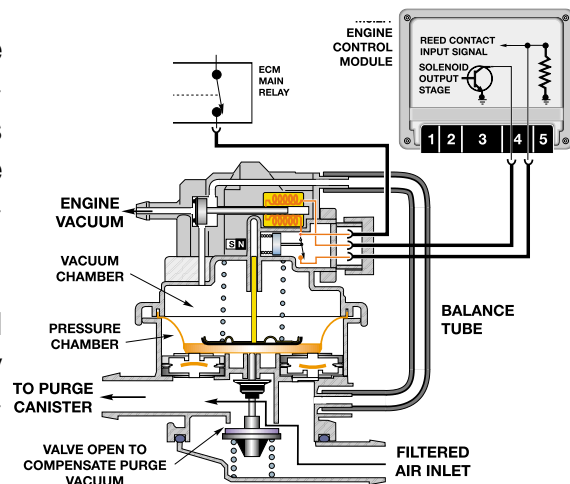 ENGINE
CONTROL
MODULE
REED CONTACT
INPUT SIGNAL
SOLENOID
OUTPUT
STAGE
1 2 3 4 5
ECM
MAIN
RELAY
ENGINE
VACUUM
S N
VACUUM
CHAMBER
PRESSURE
CHAMBER
BALANCE
TUBE
TO PURGE
CANISTER
VALVE OPEN TO
COMPENSATE PURGE
VACUUM
FILTERED
AIR INLET